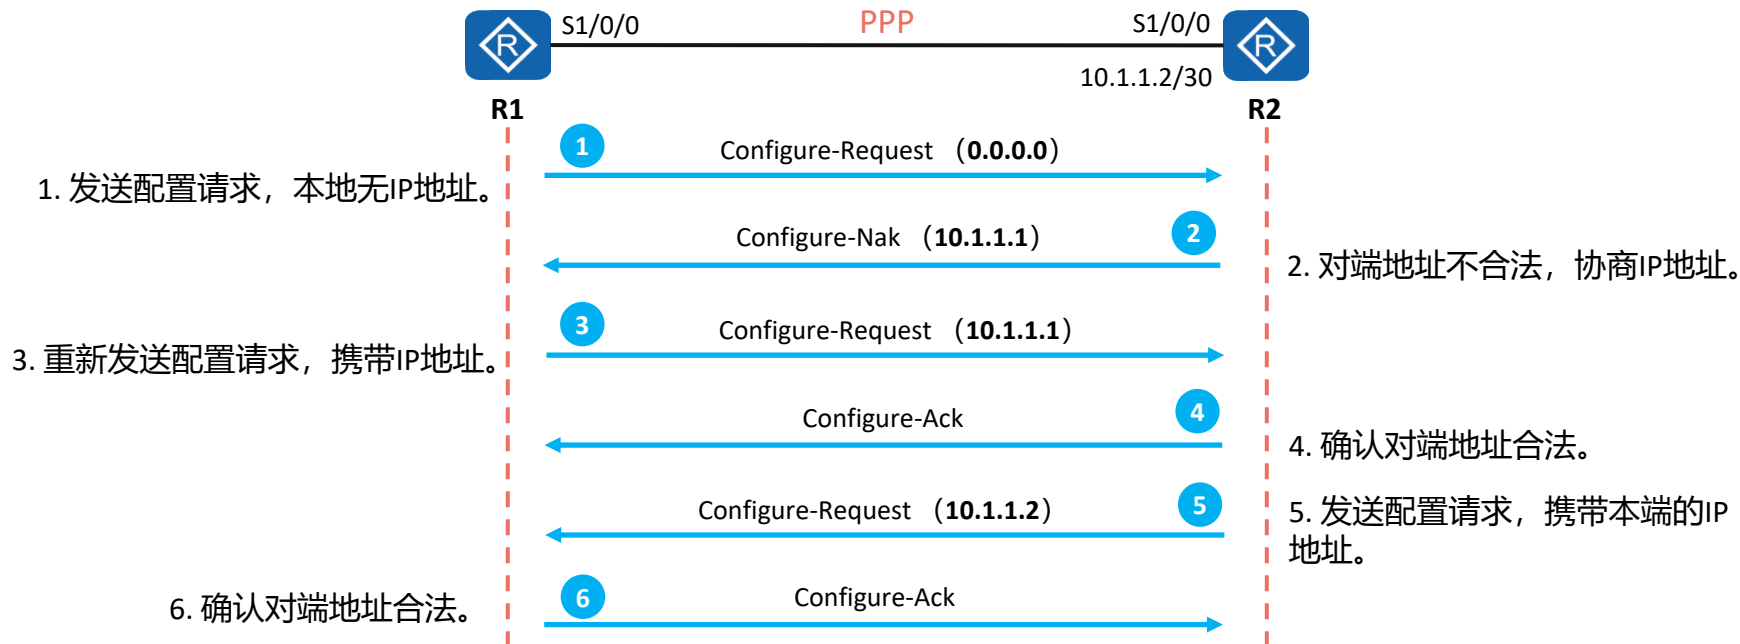 S1/0/0 PPP S1/0/0
R R
10.1.1.2/30
R1 R2
1 Configure-Request （0.0.0.0）
1. 发送配置请求，本地无IP地址。
Configure-Nak （10.1.1.1） 2
2. 对端地址不合法，协商IP地址。
3 Configure-Request （10.1.1.1）
3. 重新发送配置请求，携带IP地址。
Configure-Ack 4
4. 确认对端地址合法。
Configure-Request （10.1.1.2） 5
5. 发送配置请求，携带本端的IP
地址。
6 Configure-Ack
6. 确认对端地址合法。